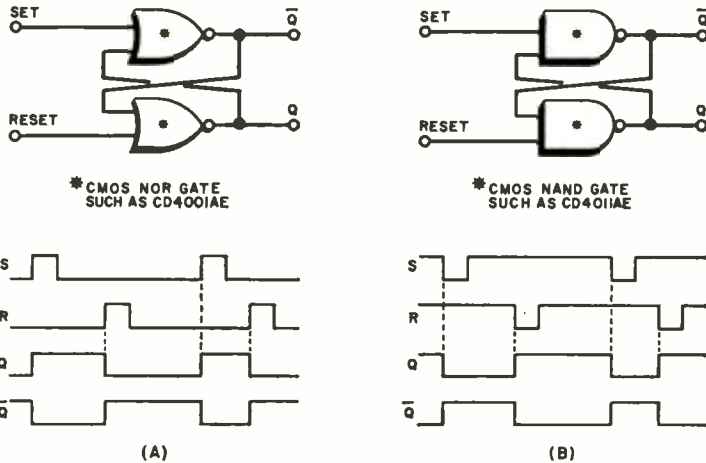 SET
Q̅
RESET
Q
* CMOS NOR GATE
SUCH AS CD4001AE
S
R
Q
Q̅
(A)
SET
Q̅
RESET
Q
* CMOS NAND GATE
SUCH AS CD4011AE
S
R
Q
Q̅
(B)